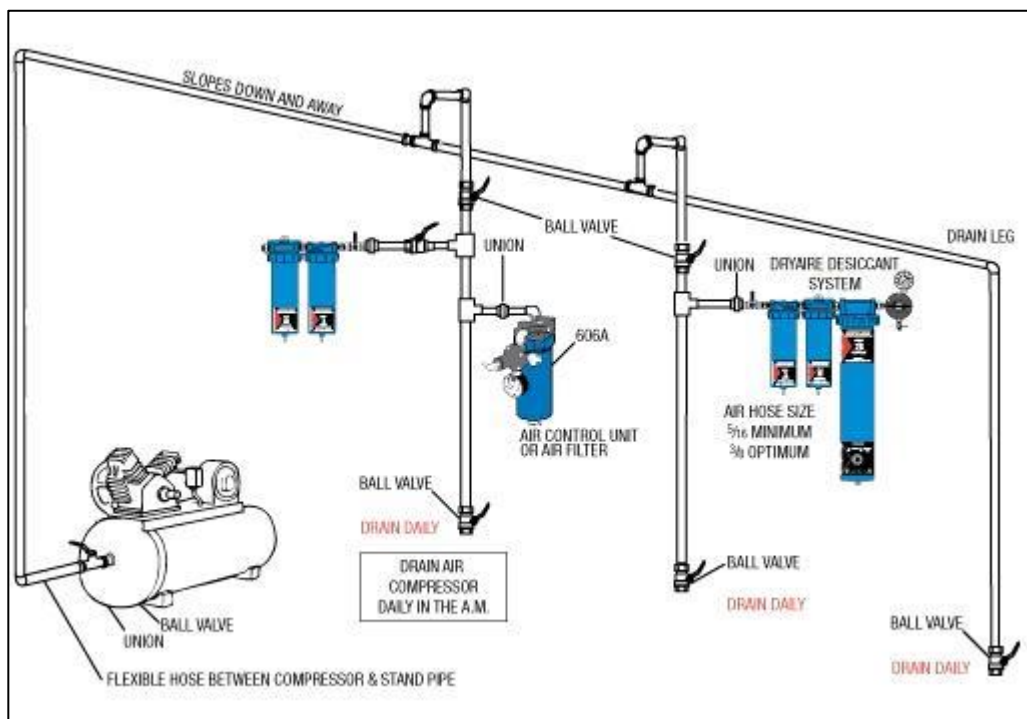 SLOPES DOWN AND AWAY
BALL VALVE
UNION
DRAIN LEG
UNION
DRYAIRE DESICCANT
SYSTEM
606A
AIR CONTROL UNIT
OR AIR FILTER
AIR HOSE SIZE
5/16 MINIMUM
3/8 OPTIMUM
BALL VALVE
DRAIN DAILY
DRAIN AIR
COMPRESSOR
DAILY IN THE A.M.
BALL VALVE
DRAIN DAILY
BALL VALVE
DRAIN DAILY
BALL VALVE
UNION
FLEXIBLE HOSE BETWEEN COMPRESSOR & STAND PIPE